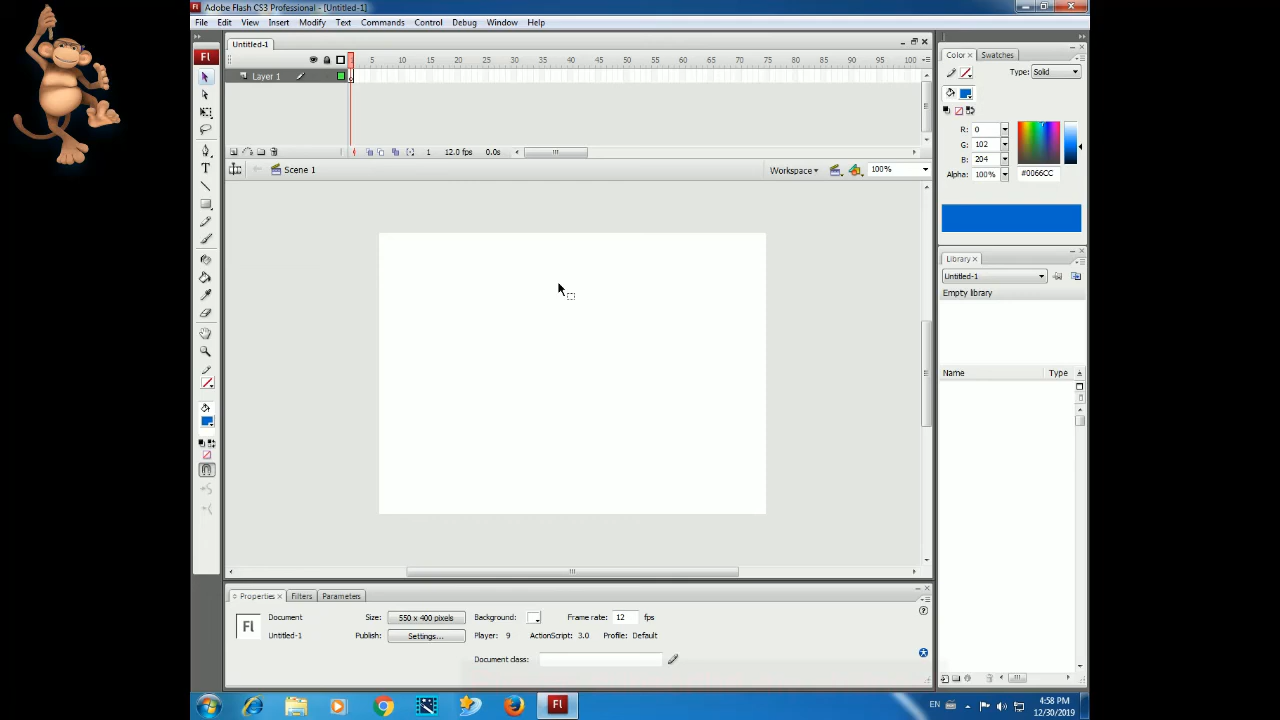 Adobe Flash CS3 Professional - [Untitled-1]
File Edit View Insert Modify Text Commands Control Debug Window Help
Untitled-1
5 10 15 20 25 30 35 40 45 50 55 60 65 70 75 80 85 90 95 100
Layer 1
1 12.0 fps 0.0s
Scene 1
Workspace 100%
Fl
Color Swatches
Type: Solid
R: 0
G: 102
B: 204
Alpha: 100% #0066CC
Library
Untitled-1
Empty library
Name Type
Properties Filters Parameters
Fl
Document
Untitled-1
Size: 550 x 400 pixels Background: Frame rate: 12 fps
Publish: Settings... Player: 9 ActionScript: 3.0 Profile: Default
Document class:
Fl
EN
4:58 PM
12/30/2019